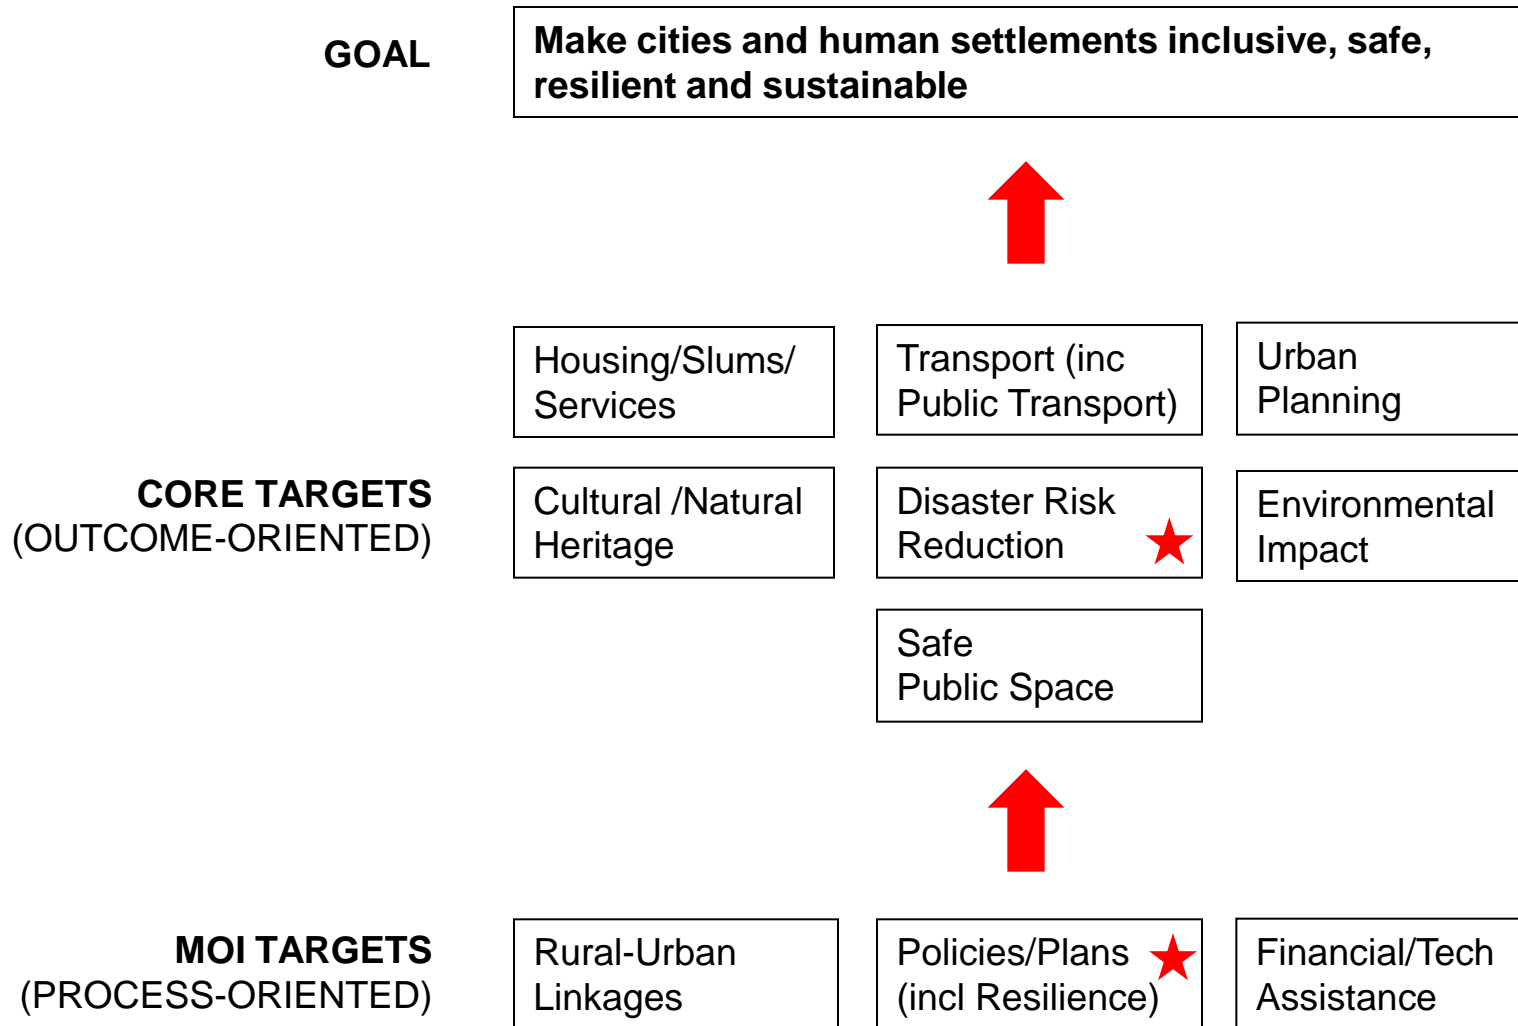 GOAL
Make cities and human settlements inclusive, safe,
resilient and sustainable
Housing/Slums/
Services
Transport (inc
Public Transport)
Urban
Planning
CORE TARGETS
(OUTCOME-ORIENTED)
Cultural /Natural
Heritage
Disaster Risk
Reduction
Environmental
Impact
Safe
Public Space
MOI TARGETS
(PROCESS-ORIENTED)
Rural-Urban
Linkages
Policies/Plans
(incl Resilience)
Financial/Tech
Assistance